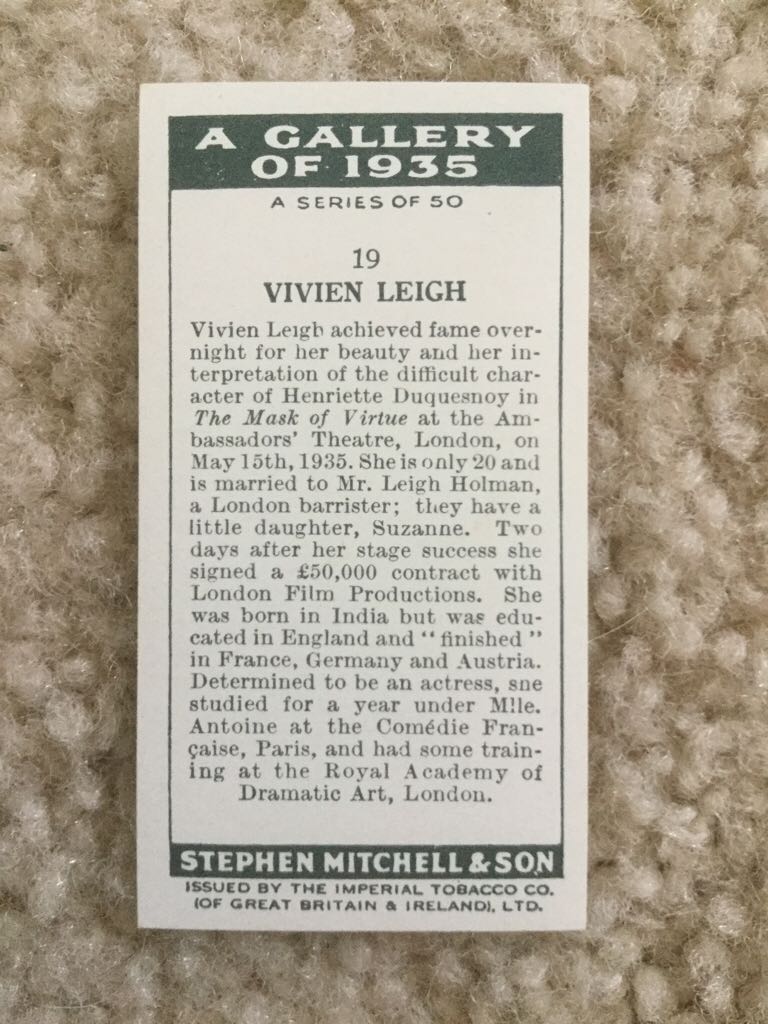 A GALLERY
OF 1935
A SERIES OF 50
19
VIVIEN LEIGH
Vivien Leigh achieved fame over-
night for her beauty and her in-
terpretation of the difficult char-
acter of Henriette Duquesnoy in
The Mask of Virtue at the Am-
bassadors' Theatre, London, on
May 15th, 1935. She is only 20 and
is married to Mr. Leigh Holman,
a London barrister; they have a
little daughter, Suzanne. Two
days after her stage success she
signed a £50,000 contract with
London Film Productions. She
was born in India but was edu-
cated in England and "finished"
in France, Germany and Austria.
Determined to be an actress, she
studied for a year under Mlle.
Antoine at the Comédie Fran-
çaise, Paris, and had some train-
ing at the Royal Academy of
Dramatic Art, London.
STEPHEN MITCHELL & SON
ISSUED BY THE IMPERIAL TOBACCO CO.
(OF GREAT BRITAIN & IRELAND), LTD.